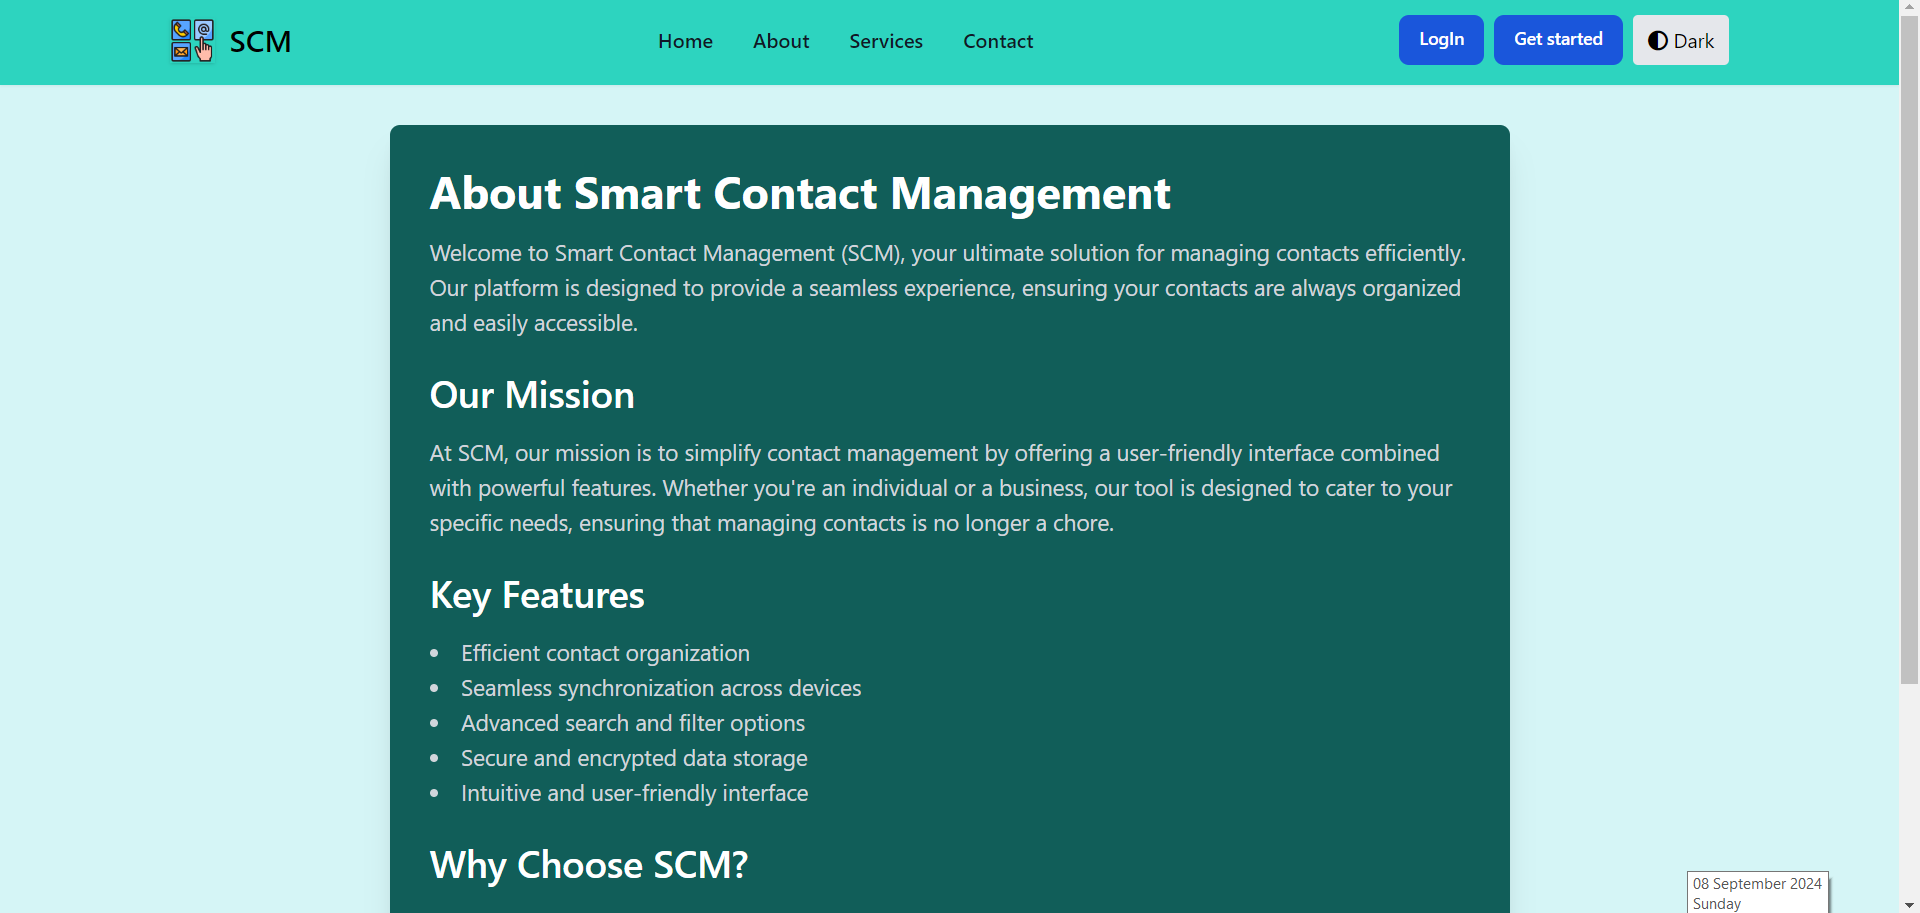 SCM
Home About Services Contact
LogIn Get started Dark
About Smart Contact Management
Welcome to Smart Contact Management (SCM), your ultimate solution for managing contacts efficiently.
Our platform is designed to provide a seamless experience, ensuring your contacts are always organized
and easily accessible.
Our Mission
At SCM, our mission is to simplify contact management by offering a user-friendly interface combined
with powerful features. Whether you're an individual or a business, our tool is designed to cater to your
specific needs, ensuring that managing contacts is no longer a chore.
Key Features
• Efficient contact organization
• Seamless synchronization across devices
• Advanced search and filter options
• Secure and encrypted data storage
• Intuitive and user-friendly interface
Why Choose SCM?
08 September 2024
Sunday